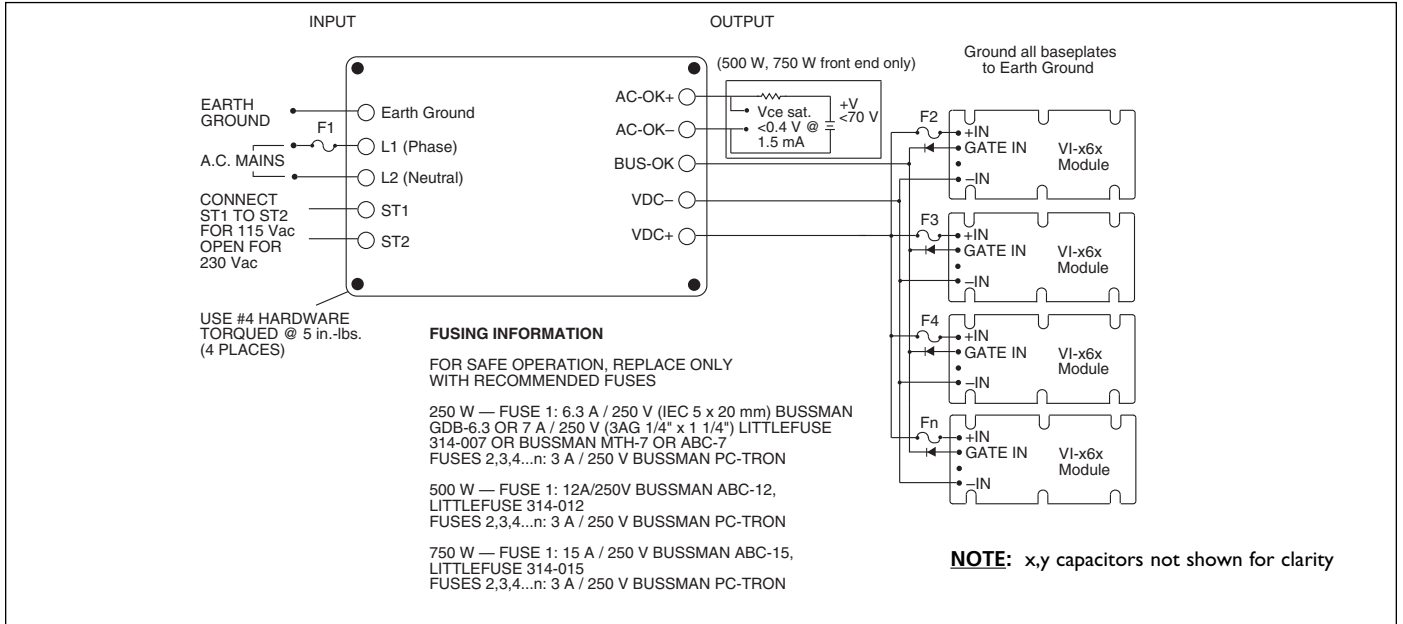 INPUT
OUTPUT
EARTH
GROUND
F1
A.C. MAINS
CONNECT
ST1 TO ST2
FOR 115 Vac
OPEN FOR
230 Vac
USE #4 HARDWARE
TORQUED @ 5 in.-lbs.
(4 PLACES)
Earth Ground
L1 (Phase)
L2 (Neutral)
ST1
ST2
AC-OK+
AC-OK–
BUS-OK
VDC–
VDC+
(500 W, 750 W front end only)
Vce sat.
<0.4 V @
1.5 mA
+V
<70 V
Ground all baseplates
to Earth Ground
F2
+IN
GATE IN
–IN
VI-x6x
Module
F3
+IN
GATE IN
–IN
VI-x6x
Module
F4
+IN
GATE IN
–IN
VI-x6x
Module
Fn
+IN
GATE IN
–IN
VI-x6x
Module
FUSING INFORMATION
FOR SAFE OPERATION, REPLACE ONLY
WITH RECOMMENDED FUSES
250 W — FUSE 1: 6.3 A / 250 V (IEC 5 x 20 mm) BUSSMAN
GDB-6.3 OR 7 A / 250 V (3AG 1/4" x 1 1/4") LITTLEFUSE
314-007 OR BUSSMAN MTH-7 OR ABC-7
FUSES 2,3,4...n: 3 A / 250 V BUSSMAN PC-TRON
500 W — FUSE 1: 12A/250V BUSSMAN ABC-12,
LITTLEFUSE 314-012
FUSES 2,3,4...n: 3 A / 250 V BUSSMAN PC-TRON
750 W — FUSE 1: 15 A / 250 V BUSSMAN ABC-15,
LITTLEFUSE 314-015
FUSES 2,3,4...n: 3 A / 250 V BUSSMAN PC-TRON
NOTE: x,y capacitors not shown for clarity